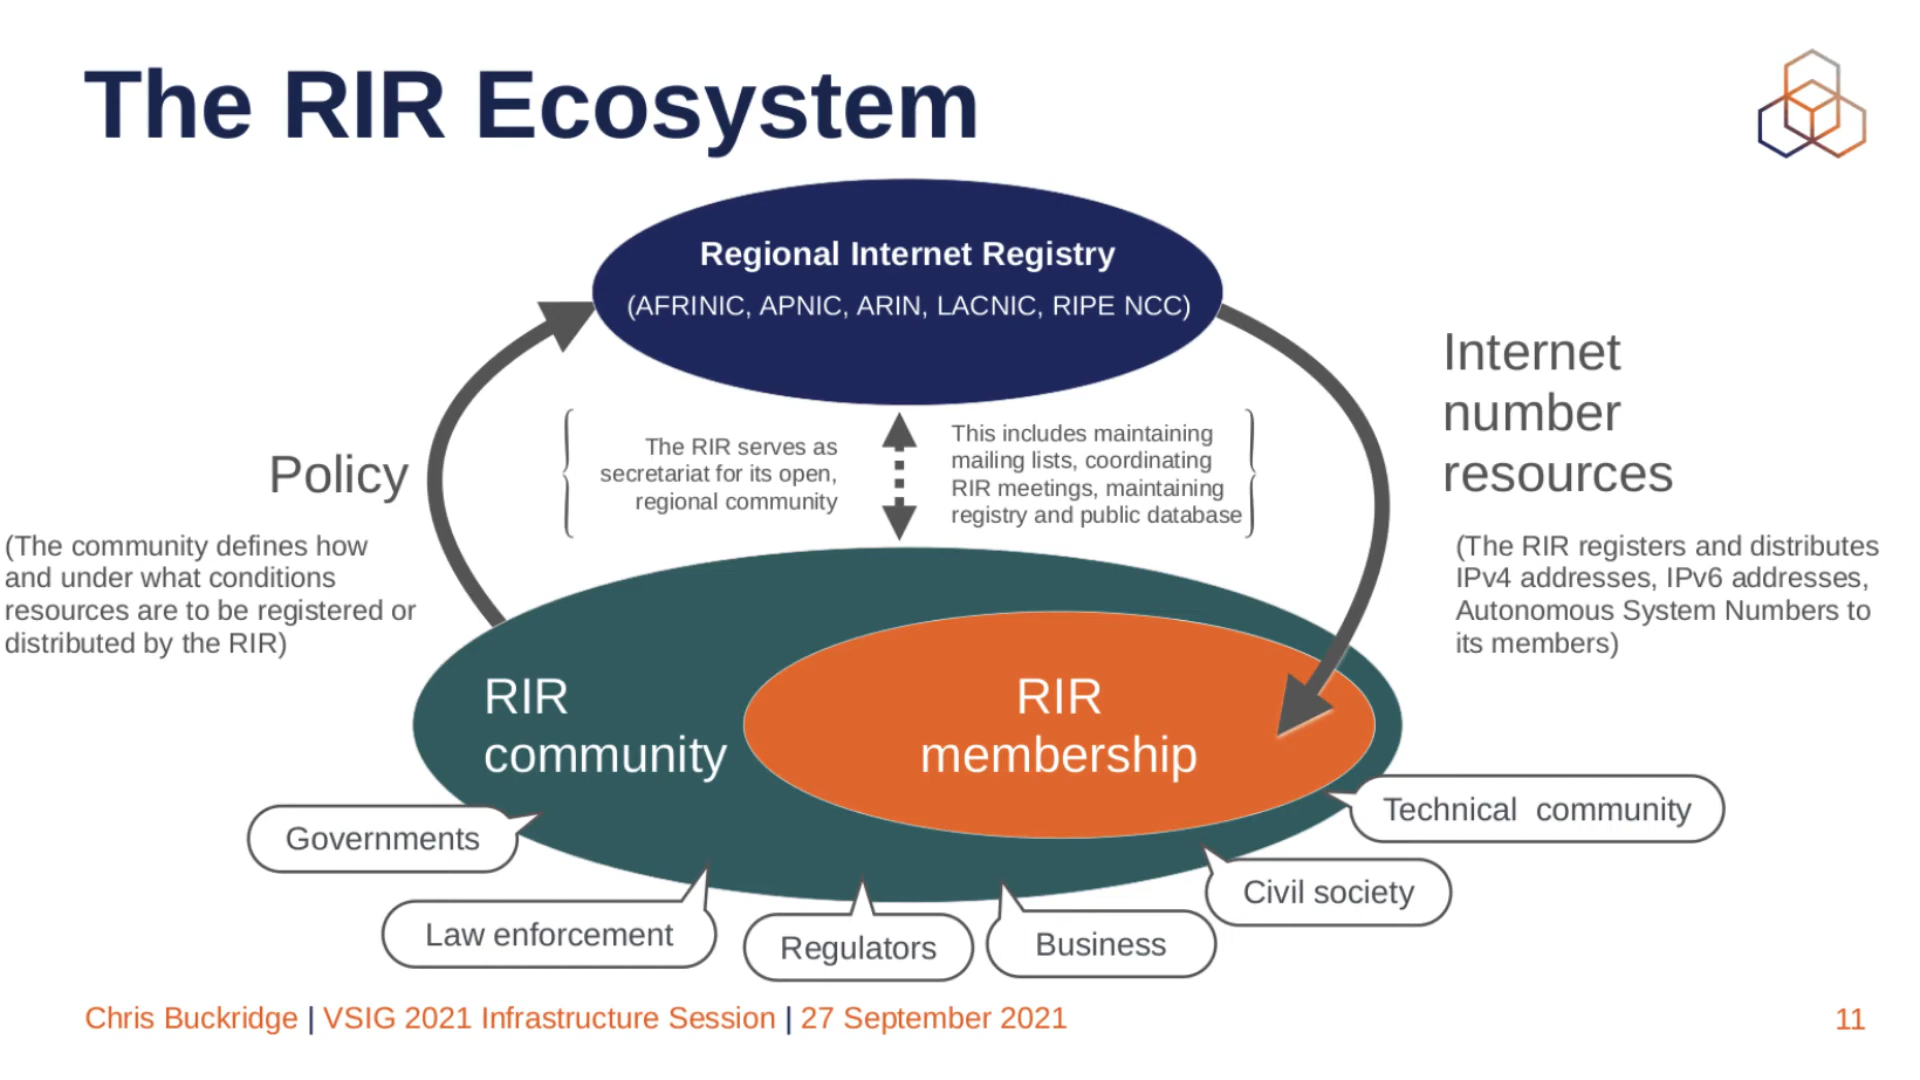 The RIR Ecosystem
Regional Internet Registry
(AFRINIC, APNIC, ARIN, LACNIC, RIPE NCC)
Policy
(The community defines how
and under what conditions
resources are to be registered or
distributed by the RIR)
The RIR serves as
secretariat for its open,
regional community
This includes maintaining
mailing lists, coordinating
RIR meetings, maintaining
registry and public database
Internet
number
resources
(The RIR registers and distributes
IPv4 addresses, IPv6 addresses,
Autonomous System Numbers to
its members)
RIR
community
RIR
membership
Governments
Law enforcement
Regulators
Business
Civil society
Technical  community
Chris Buckridge | VSIG 2021 Infrastructure Session | 27 September 2021
11